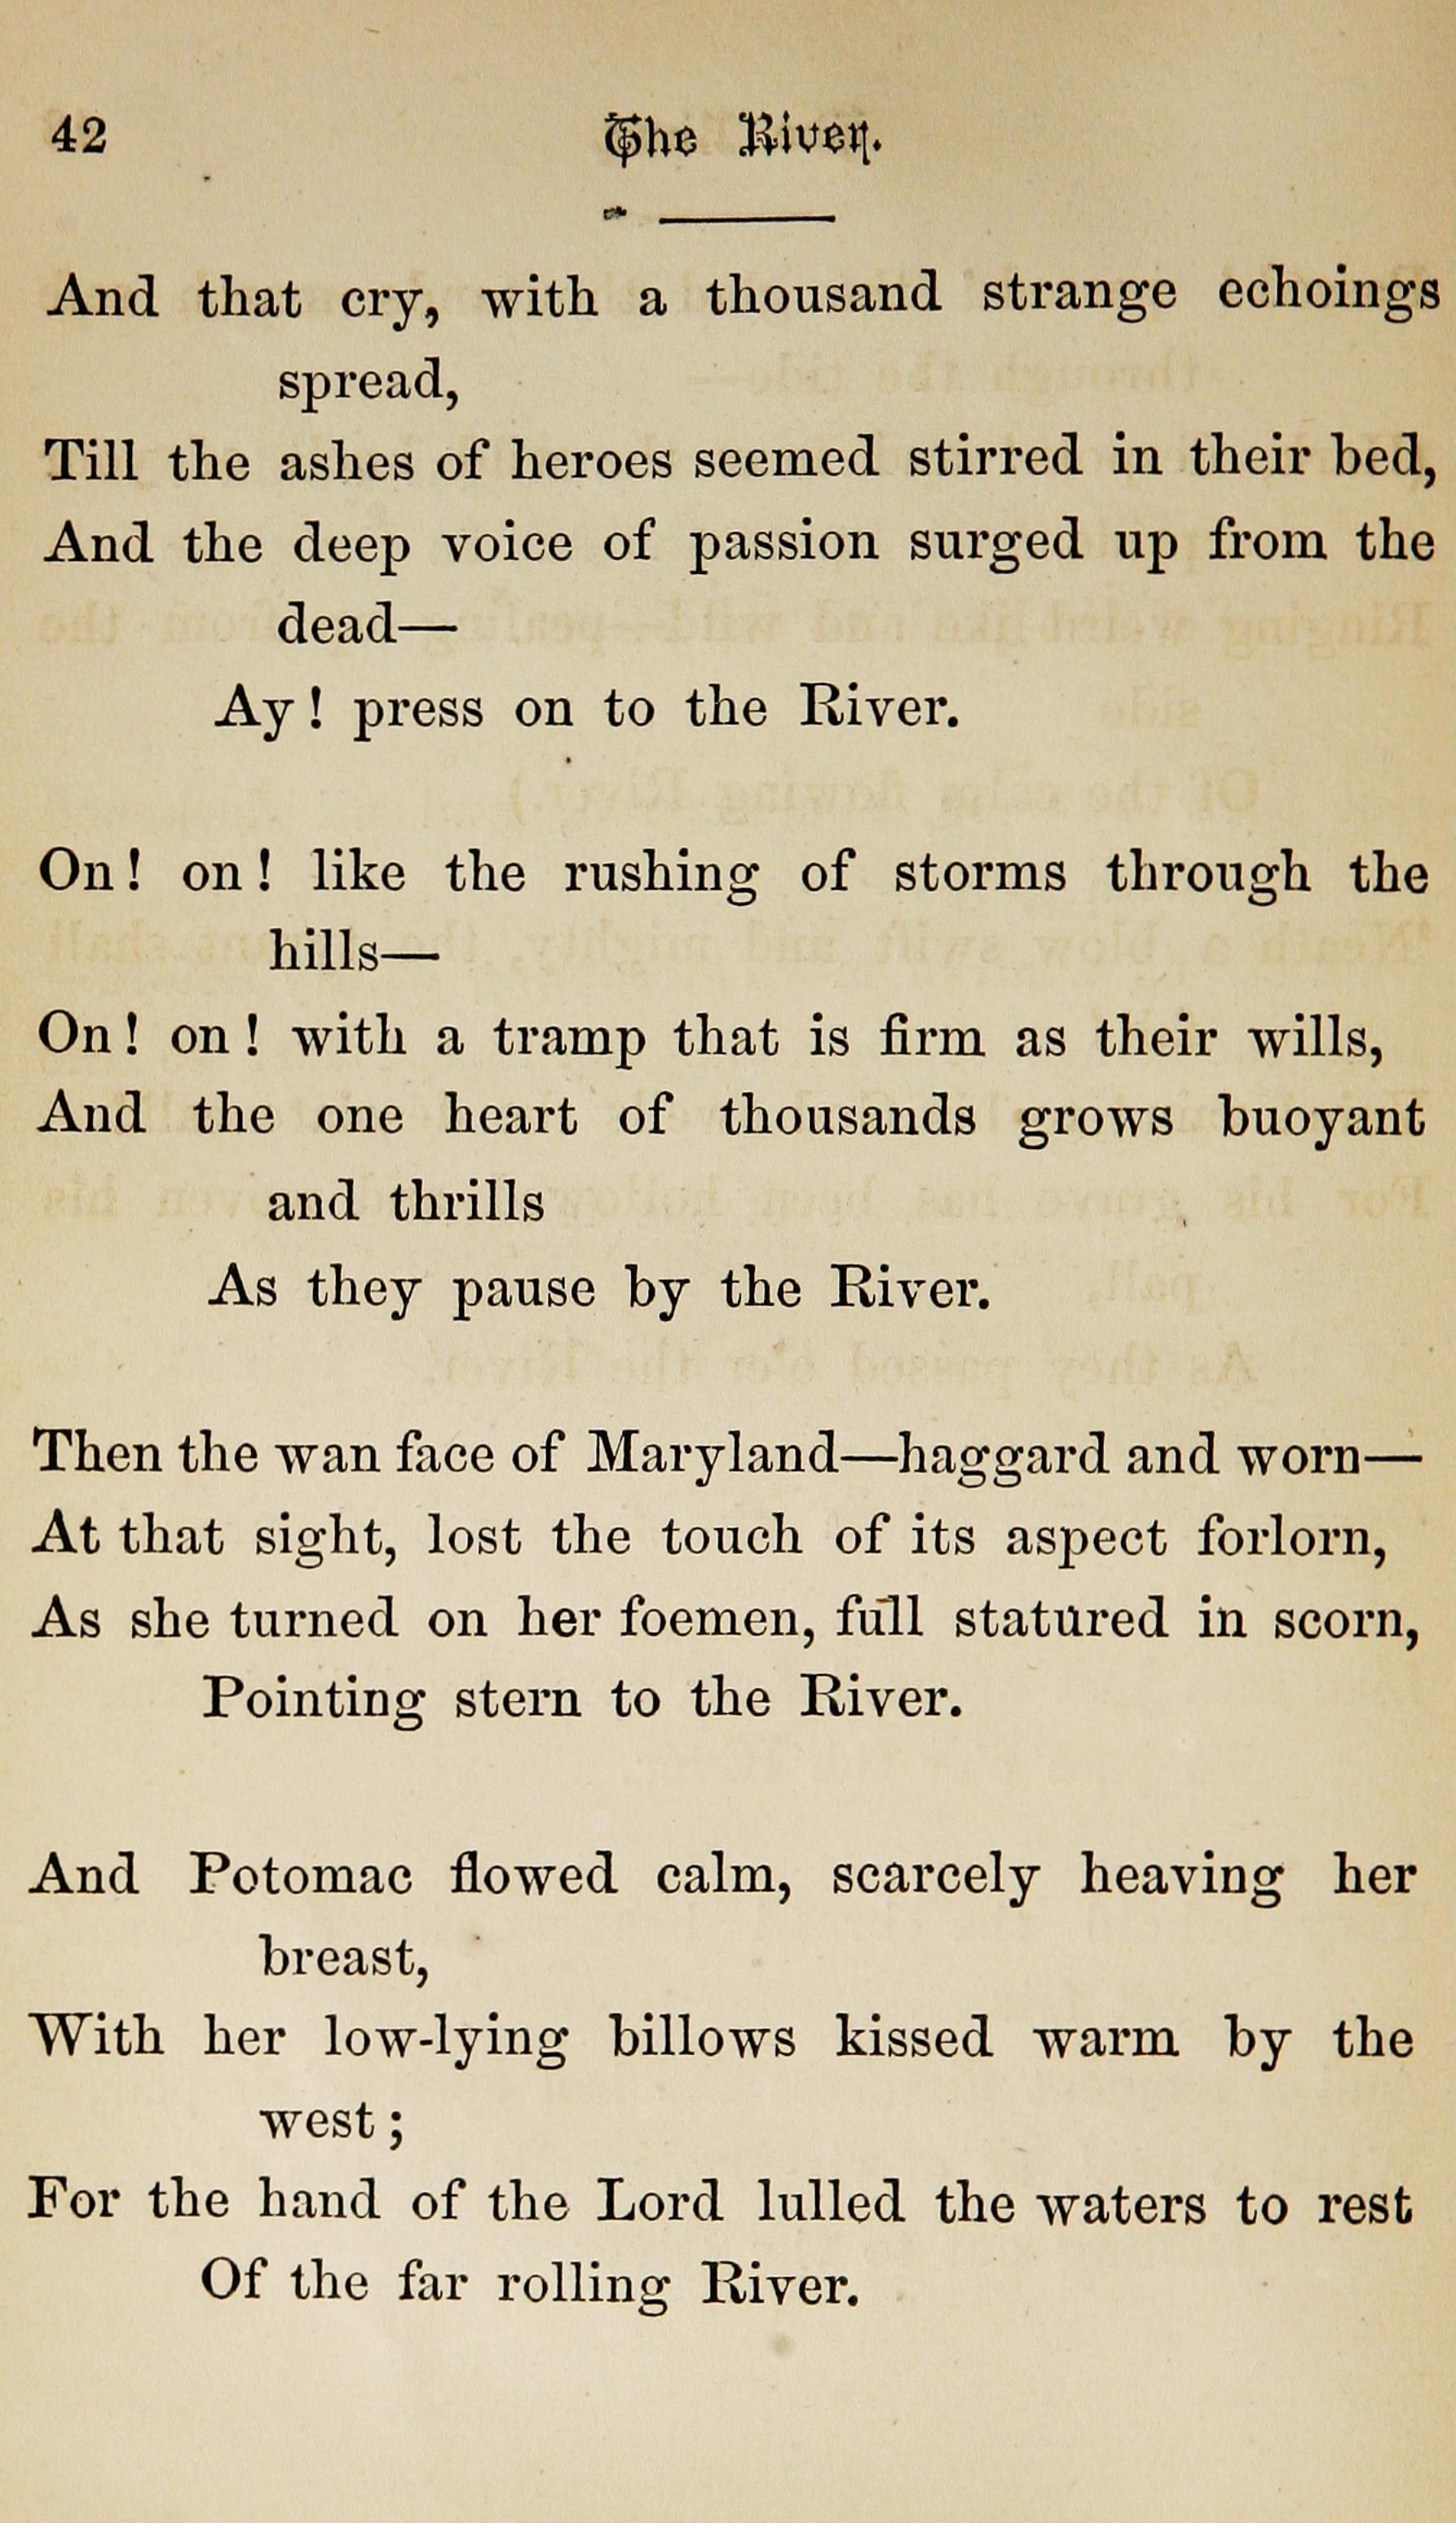 42 The River.
And that cry, with a thousand strange echoings
spread,
Till the ashes of heroes seemed stirred in their bed,
And the deep voice of passion surged up from the
dead—
Ay! press on to the River.
On! on! like the rushing of storms through the
hills—
On! on! with a tramp that is firm as their wills,
And the one heart of thousands grows buoyant
and thrills
As they pause by the River.
Then the wan face of Maryland—haggard and worn—
At that sight, lost the touch of its aspect forlorn,
As she turned on her foemen, full statured in scorn,
Pointing stern to the River.
And Potomac flowed calm, scarcely heaving her
breast,
With her low-lying billows kissed warm by the
west;
For the hand of the Lord lulled the waters to rest
Of the far rolling River.